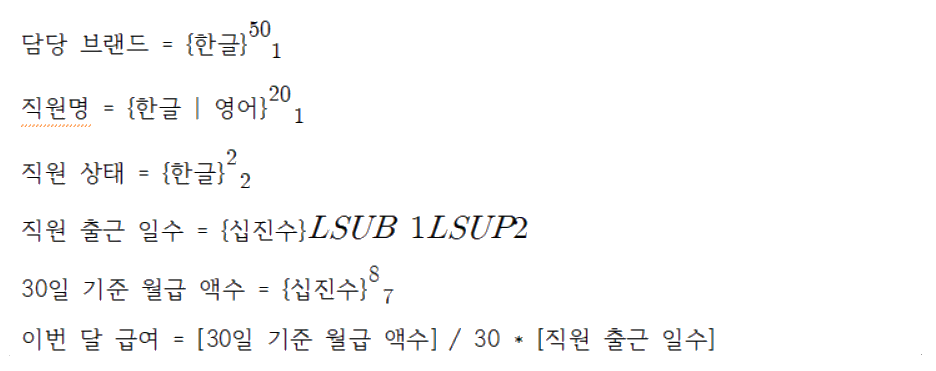 담당 브랜드 = {한글}⁵⁰₁
직원명 = {한글 | 영어}²⁰₁
직원 상태 = {한글}²₂
직원 출근 일수 = {십진수}LSUB 1LSUP2
30일 기준 월급 액수 = {십진수}⁸₇
이번 달 급여 = [30일 기준 월급 액수] / 30 * [직원 출근 일수]